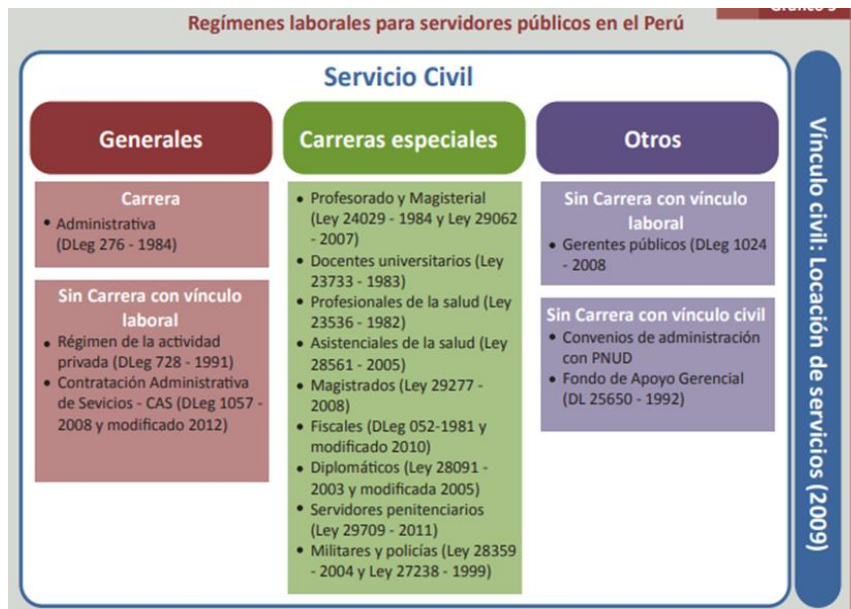 Gráfico 3
Regímenes laborales para servidores públicos en el Perú
Servicio Civil
Generales
Carrera
• Administrativa
(DLeg 276 - 1984)
Sin Carrera con vínculo
laboral
• Régimen de la actividad
privada (DLeg 728 - 1991)
• Contratación Administrativa
de Sevicios - CAS (DLeg 1057 -
2008 y modificado 2012)
Carreras especiales
• Profesorado y Magisterial
(Ley 24029 - 1984 y Ley 29062
- 2007)
• Docentes universitarios (Ley
23733 - 1983)
• Profesionales de la salud (Ley
23536 - 1982)
• Asistenciales de la salud (Ley
28561 - 2005)
• Magistrados (Ley 29277 -
2008)
• Fiscales (DLeg 052-1981 y
modificado 2010)
• Diplomáticos (Ley 28091 -
2003 y modificada 2005)
• Servidores penitenciarios
(Ley 29709 - 2011)
• Militares y policías (Ley 28359
- 2004 y Ley 27238 - 1999)
Otros
Sin Carrera con vínculo
laboral
• Gerentes públicos (DLeg 1024
- 2008
Sin Carrera con vínculo civil
• Convenios de administración
con PNUD
• Fondo de Apoyo Gerencial
(DL 25650 - 1992)
Vínculo civil: Locación de servicios (2009)